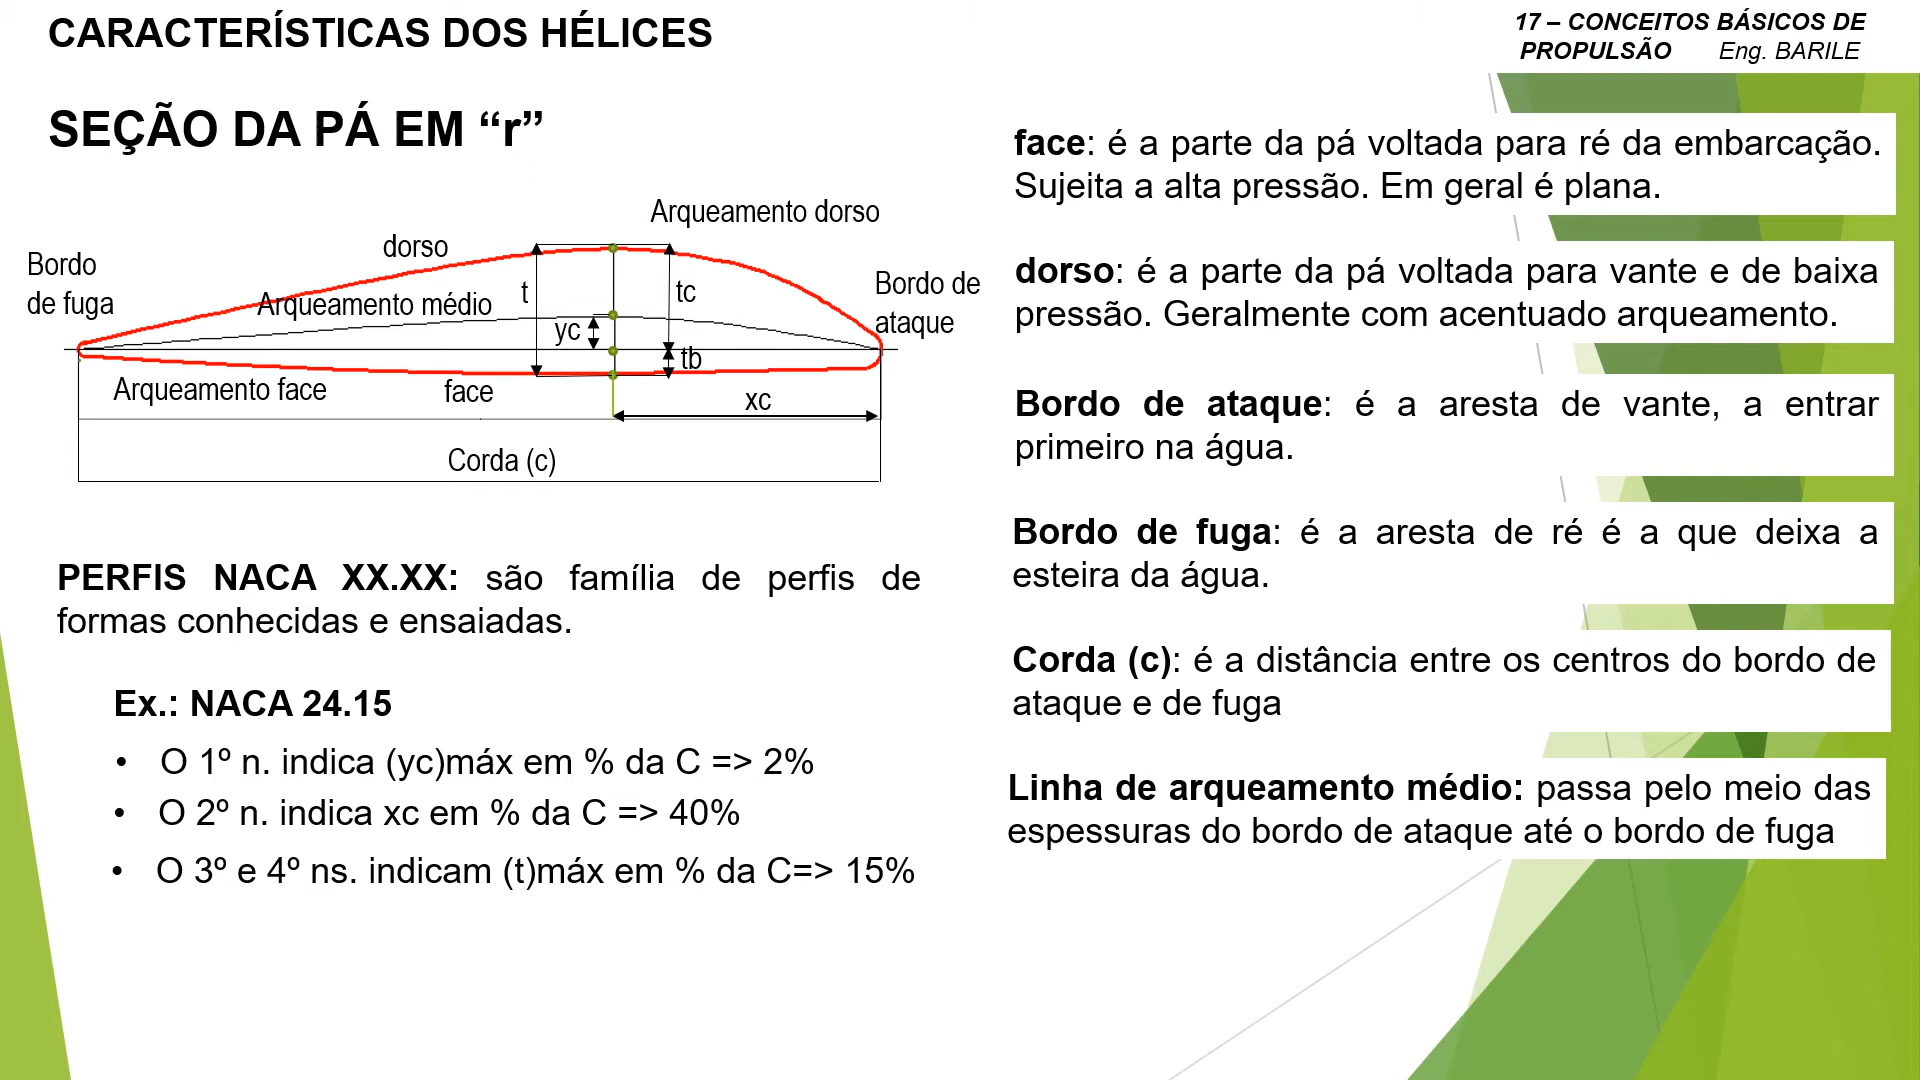 CARACTERÍSTICAS DOS HÉLICES
17 – CONCEITOS BÁSICOS DE
PROPULSÃO Eng. BARILE
SEÇÃO DA PÁ EM “r”
Arqueamento dorso
dorso
Bordo
de fuga
Arqueamento médio
t
tc
yc
tb
Bordo de
ataque
Arqueamento face
face
xc
Corda (c)
PERFIS NACA XX.XX: são família de perfis de
formas conhecidas e ensaiadas.
Ex.: NACA 24.15
• O 1º n. indica (yc)máx em % da C => 2%
• O 2º n. indica xc em % da C => 40%
• O 3º e 4º ns. indicam (t)máx em % da C=> 15%
face: é a parte da pá voltada para ré da embarcação.
Sujeita a alta pressão. Em geral é plana.
dorso: é a parte da pá voltada para vante e de baixa
pressão. Geralmente com acentuado arqueamento.
Bordo de ataque: é a aresta de vante, a entrar
primeiro na água.
Bordo de fuga: é a aresta de ré é a que deixa a
esteira da água.
Corda (c): é a distância entre os centros do bordo de
ataque e de fuga
Linha de arqueamento médio: passa pelo meio das
espessuras do bordo de ataque até o bordo de fuga